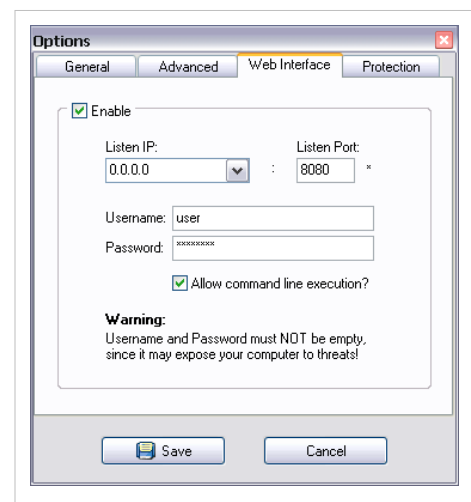 Options
General Advanced Web Interface Protection
Enable
Listen IP: Listen Port:
0.0.0.0 : 8080 *
Username: user
Password: ********
Allow command line execution?
Warning:
Username and Password must NOT be empty,
since it may expose your computer to threats!
Save Cancel